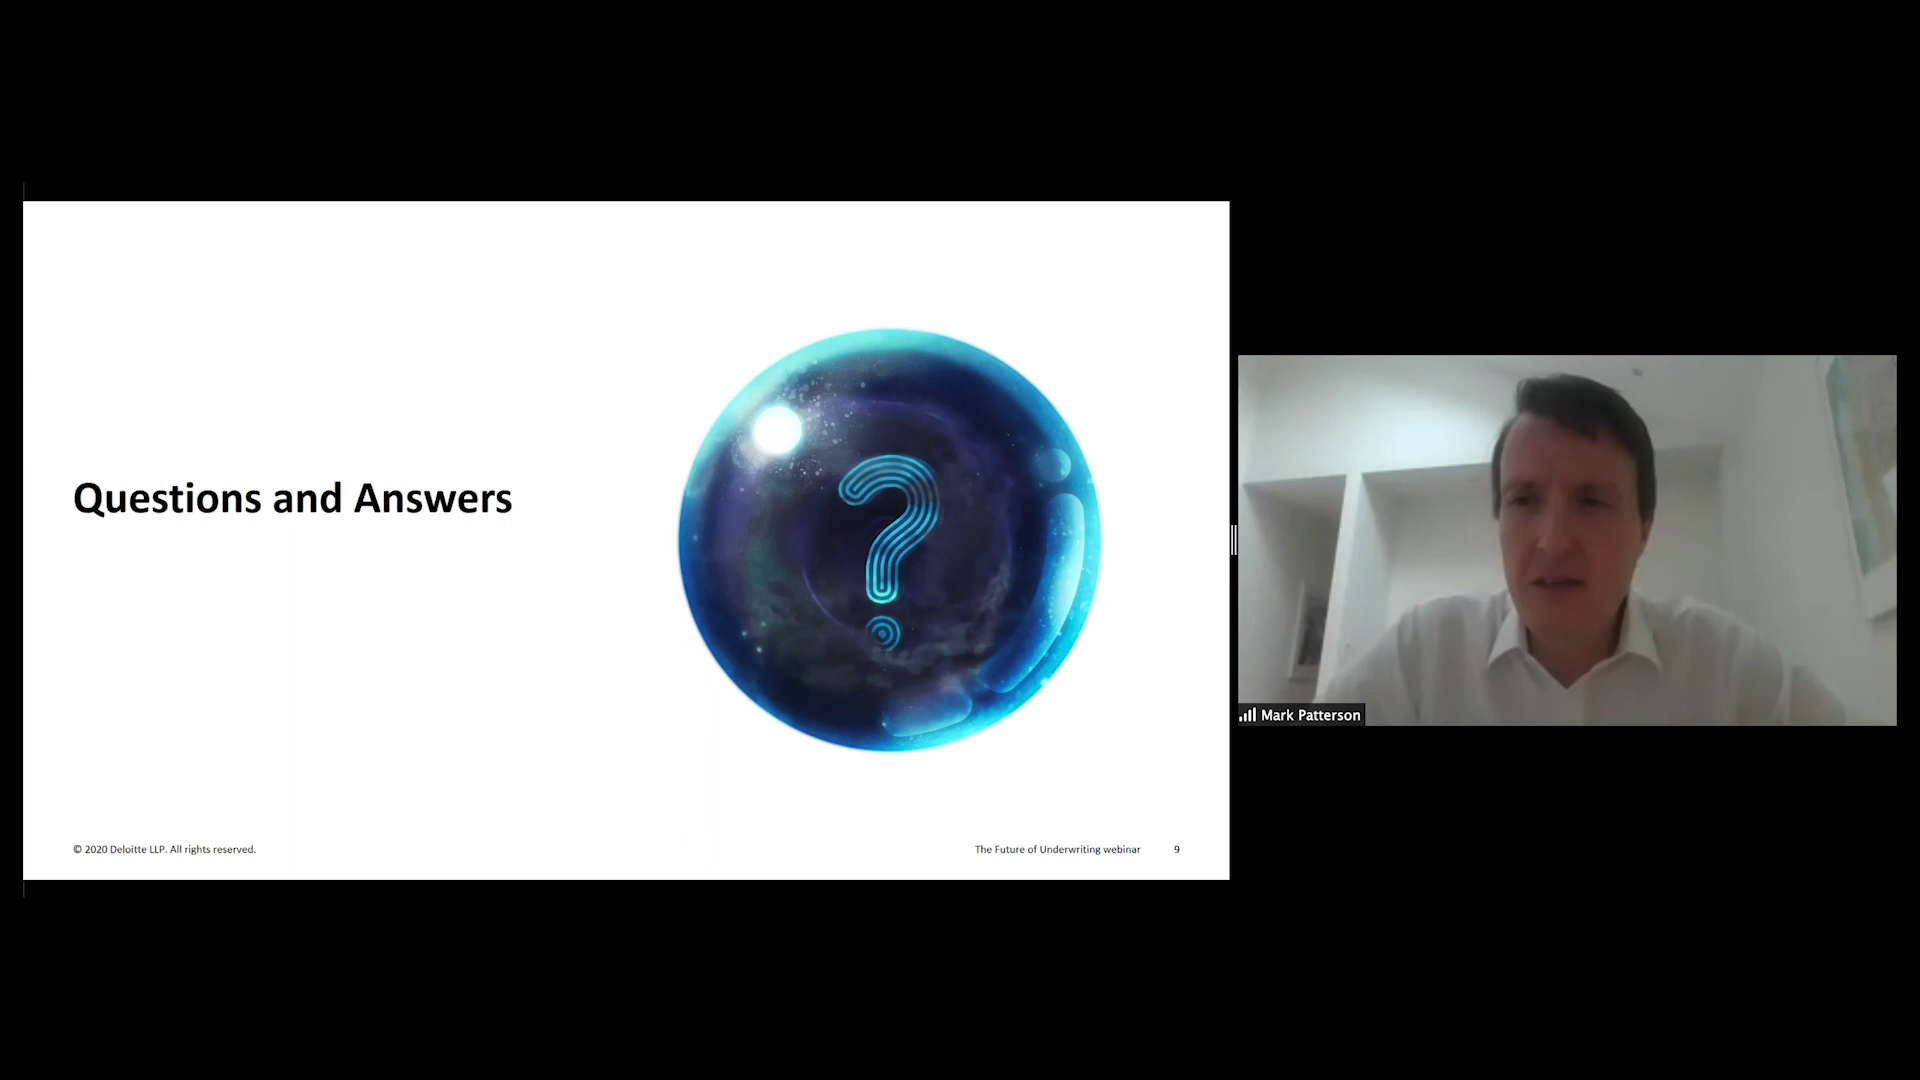 Questions and Answers
© 2020 Deloitte LLP. All rights reserved.
The Future of Underwriting webinar 9
Mark Patterson